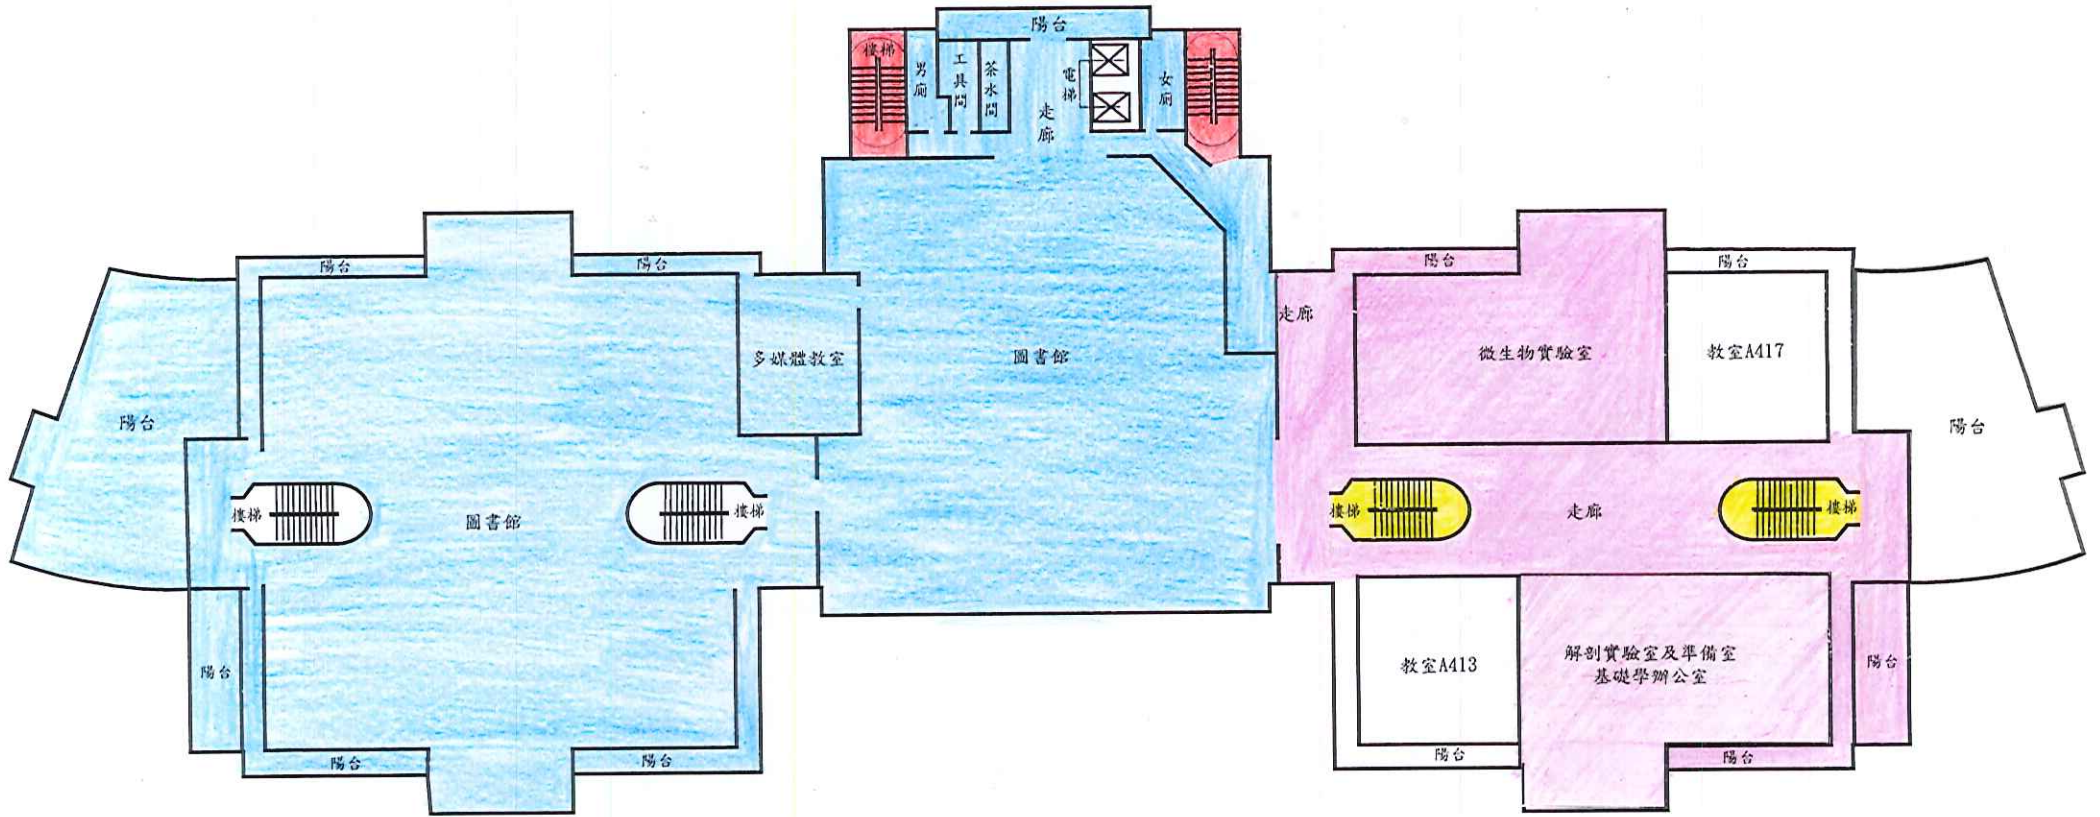 陽台
樓梯
男廁
工具間
茶水間
走廊
電梯
女廁
陽台
陽台
陽台
陽台
走廊
多媒體教室
圖書館
微生物實驗室
教室A417
陽台
陽台
樓梯
圖書館
樓梯
樓梯
走廊
樓梯
陽台
教室A413
解剖實驗室及準備室
基礎學辦公室
陽台
陽台
陽台
陽台
陽台